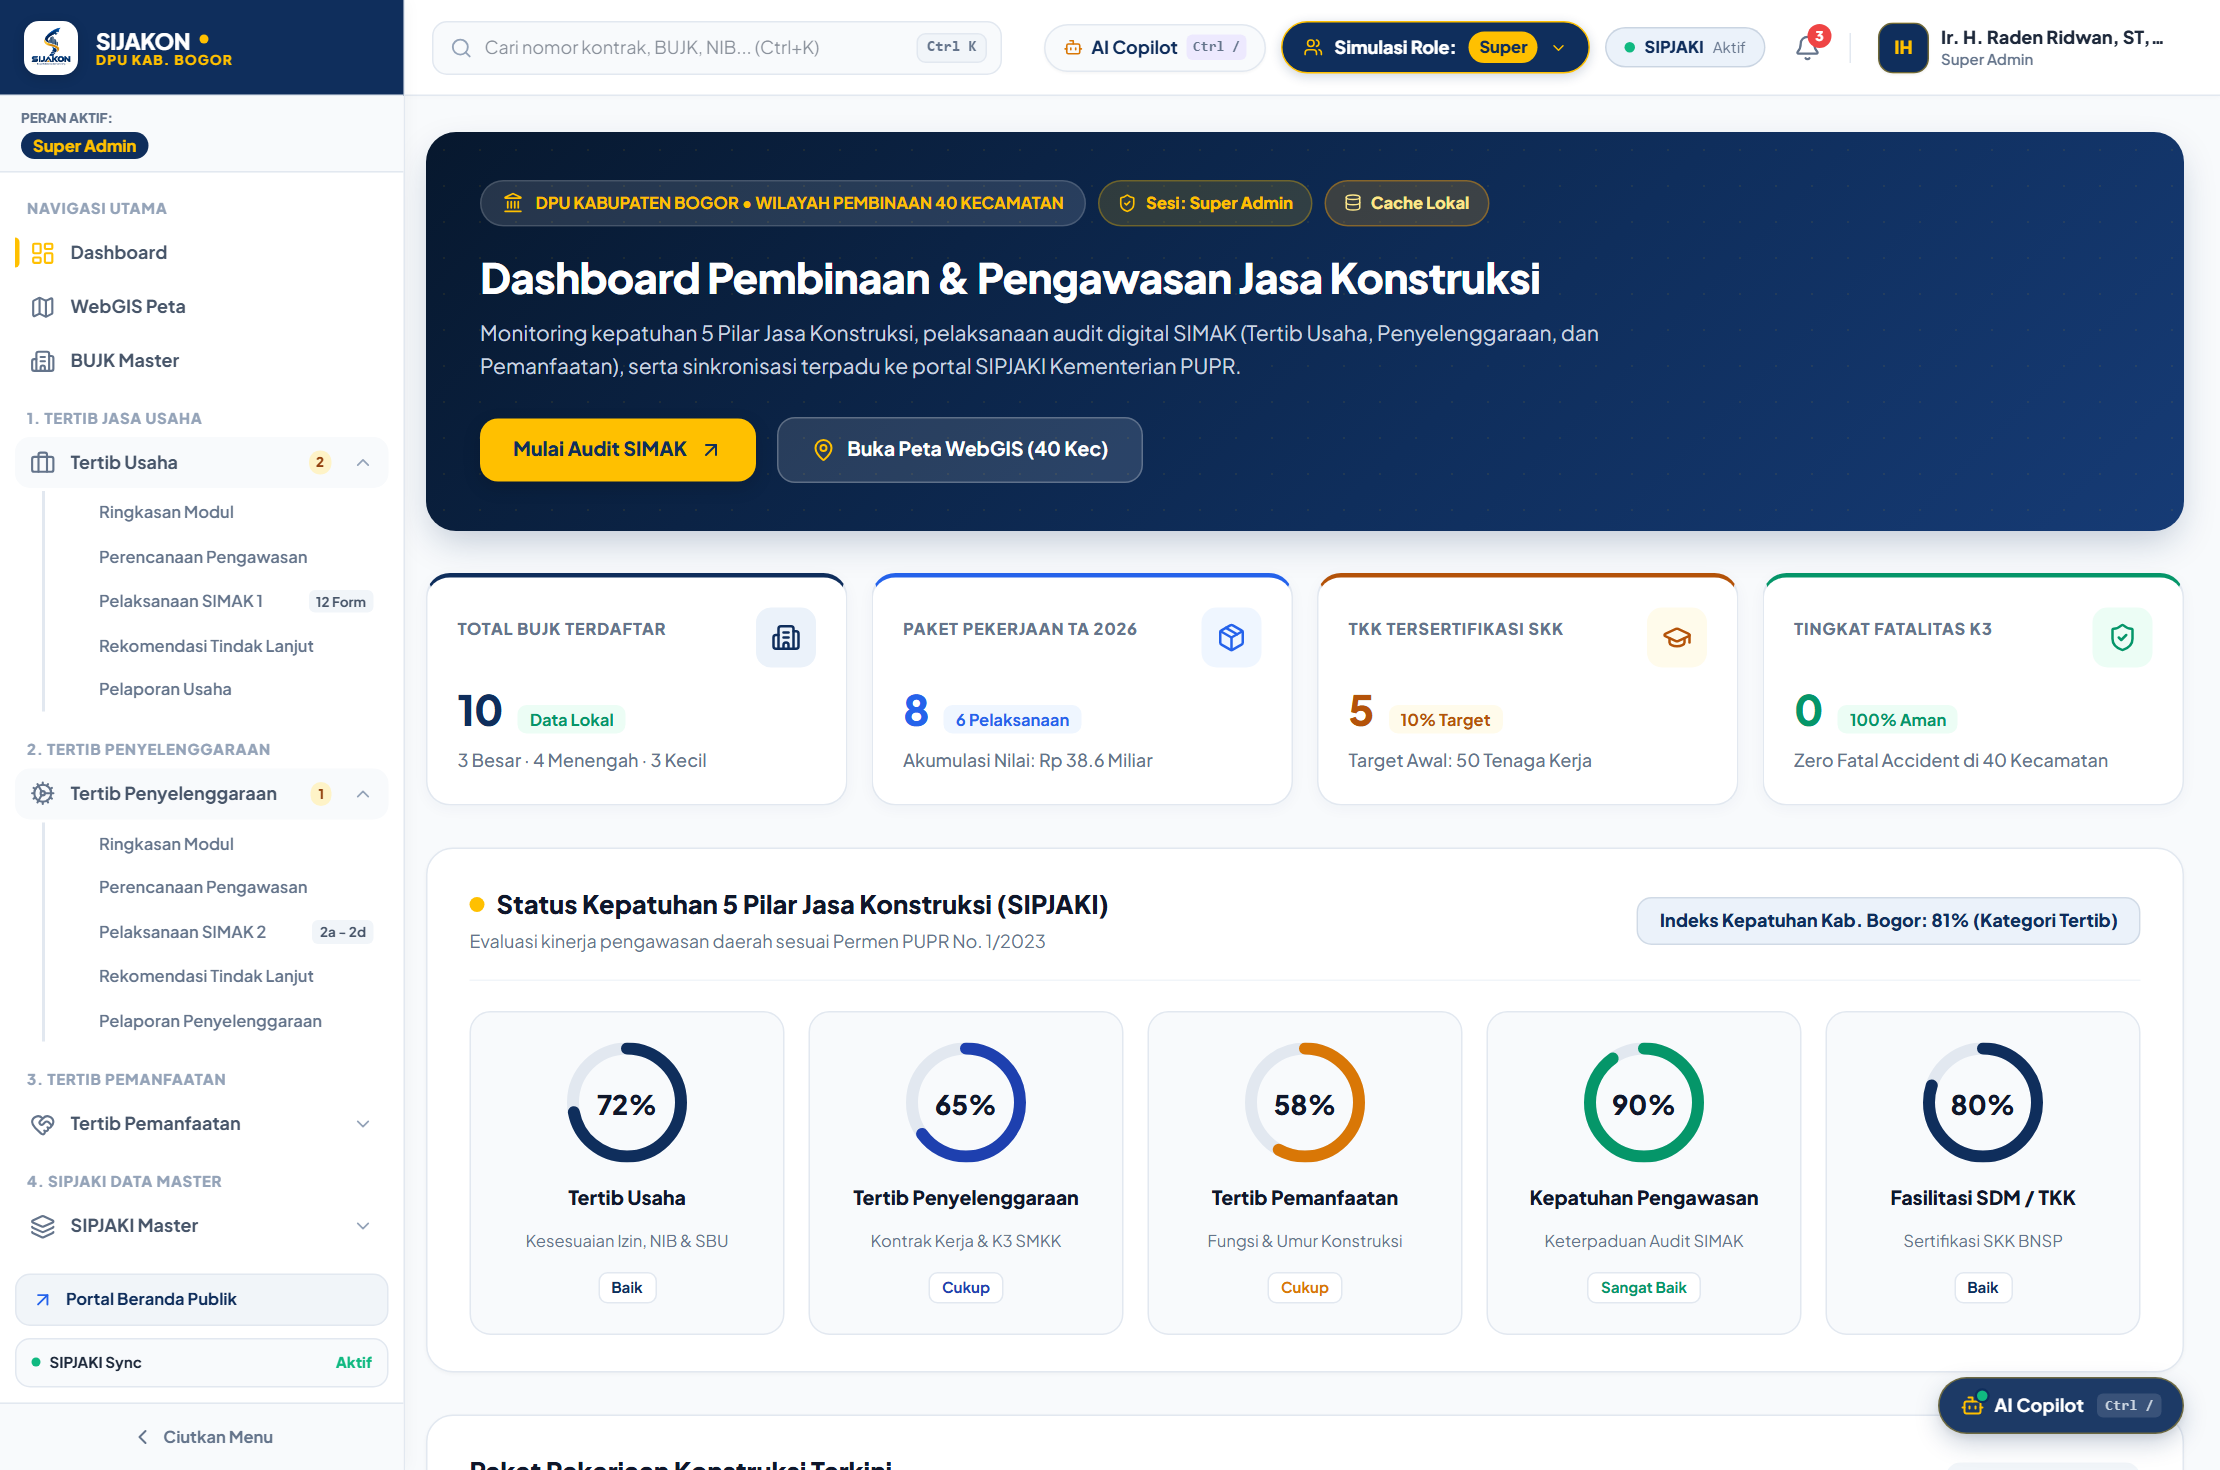 SIJAKON
SIJAKON
DPU KAB. BOGOR
Cari nomor kontrak, BUJK, NIB... (Ctrl+K)
Ctrl K
AI Copilot
Ctrl /
Simulasi Role:
Super
SIPJAKI Aktif
3
IH
Ir. H. Raden Ridwan, ST,...
Super Admin
PERAN AKTIF:
Super Admin
NAVIGASI UTAMA
Dashboard
WebGIS Peta
BUJK Master
1. TERTIB JASA USAHA
Tertib Usaha
2
Ringkasan Modul
Perencanaan Pengawasan
Pelaksanaan SIMAK 1
12 Form
Rekomendasi Tindak Lanjut
Pelaporan Usaha
2. TERTIB PENYELENGGARAAN
Tertib Penyelenggaraan
1
Ringkasan Modul
Perencanaan Pengawasan
Pelaksanaan SIMAK 2
2a - 2d
Rekomendasi Tindak Lanjut
Pelaporan Penyelenggaraan
3. TERTIB PEMANFAATAN
Tertib Pemanfaatan
4. SIPJAKI DATA MASTER
SIPJAKI Master
Portal Beranda Publik
SIPJAKI Sync
Aktif
Ciutkan Menu
DPU KABUPATEN BOGOR ● WILAYAH PEMBINAAN 40 KECAMATAN
Sesi: Super Admin
Cache Lokal
Dashboard Pembinaan & Pengawasan Jasa Konstruksi
Monitoring kepatuhan 5 Pilar Jasa Konstruksi, pelaksanaan audit digital SIMAK (Tertib Usaha, Penyelenggaraan, dan
Pemanfaatan), serta sinkronisasi terpadu ke portal SIPJAKI Kementerian PUPR.
Mulai Audit SIMAK
Buka Peta WebGIS (40 Kec)
TOTAL BUJK TERDAFTAR
10
Data Lokal
3 Besar · 4 Menengah · 3 Kecil
PAKET PEKERJAAN TA 2026
8
6 Pelaksanaan
Akumulasi Nilai: Rp 38.6 Miliar
TKK TERSERTIFIKASI SKK
5
10% Target
Target Awal: 50 Tenaga Kerja
TINGKAT FATALITAS K3
0
100% Aman
Zero Fatal Accident di 40 Kecamatan
Status Kepatuhan 5 Pilar Jasa Konstruksi (SIPJAKI)
Evaluasi kinerja pengawasan daerah sesuai Permen PUPR No. 1/2023
Indeks Kepatuhan Kab. Bogor: 81% (Kategori Tertib)
72%
Tertib Usaha
Kesesuaian Izin, NIB & SBU
Baik
65%
Tertib Penyelenggaraan
Kontrak Kerja & K3 SMKK
Cukup
58%
Tertib Pemanfaatan
Fungsi & Umur Konstruksi
Cukup
90%
Kepatuhan Pengawasan
Keterpaduan Audit SIMAK
Sangat Baik
80%
Fasilitasi SDM / TKK
Sertifikasi SKK BNSP
Baik
AI Copilot
Ctrl /
Paket Pekerjaan Konstruksi Terkini